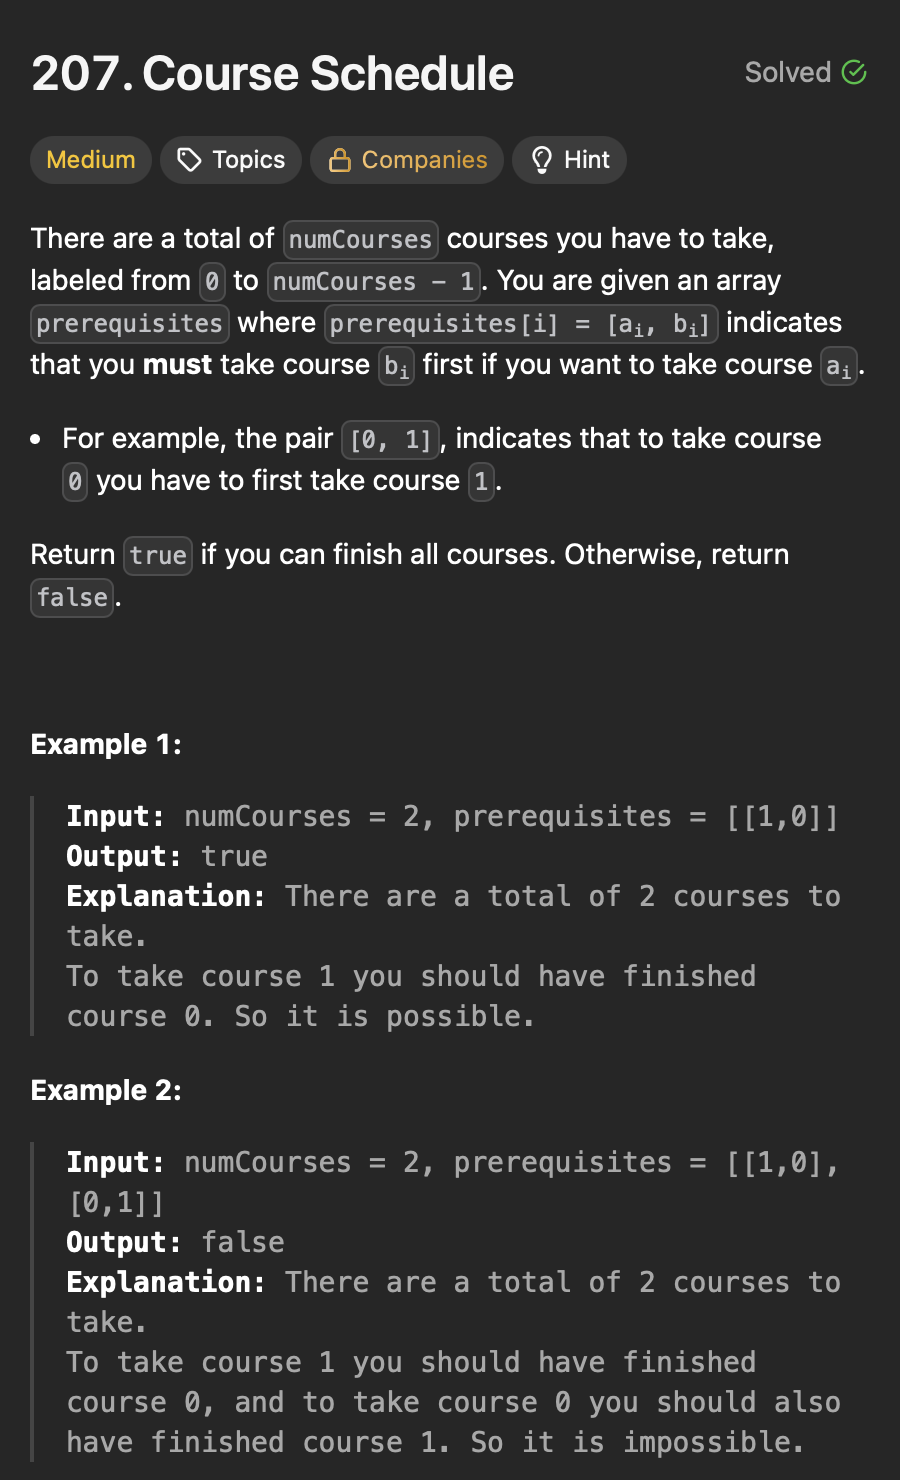 207. Course Schedule
Solved
Medium Topics Companies Hint
There are a total of numCourses courses you have to take,
labeled from 0 to numCourses - 1. You are given an array
prerequisites where prerequisites[i] = [aᵢ, bᵢ] indicates
that you must take course bᵢ first if you want to take course aᵢ.
• For example, the pair [0, 1], indicates that to take course
0 you have to first take course 1.
Return true if you can finish all courses. Otherwise, return
false.
Example 1:
Input: numCourses = 2, prerequisites = [[1,0]]
Output: true
Explanation: There are a total of 2 courses to
take.
To take course 1 you should have finished
course 0. So it is possible.
Example 2:
Input: numCourses = 2, prerequisites = [[1,0],
[0,1]]
Output: false
Explanation: There are a total of 2 courses to
take.
To take course 1 you should have finished
course 0, and to take course 0 you should also
have finished course 1. So it is impossible.